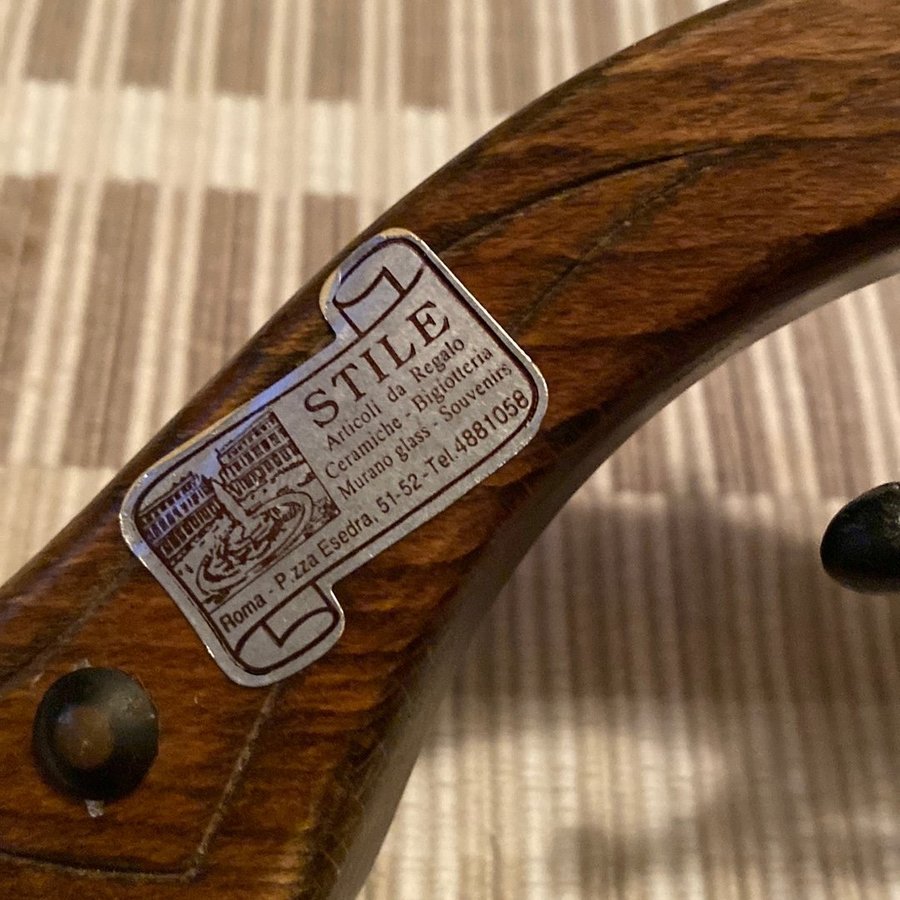 STILE
Articoli da Regalo
Ceramiche - Bigiotteria
Murano glass - Souvenirs
Roma - P.zza Esedra, 51-52 - Tel. 4881058